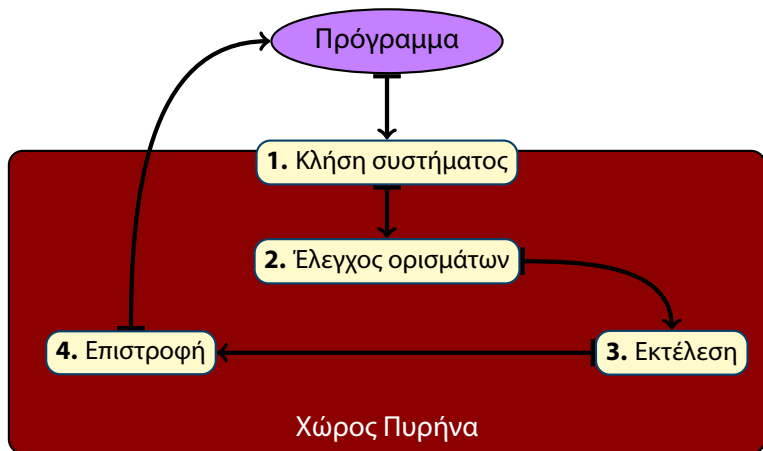 Πρόγραμμα
1. Κλήση συστήματος
2. Έλεγχος ορισμάτων
3. Εκτέλεση
4. Επιστροφή
Χώρος Πυρήνα